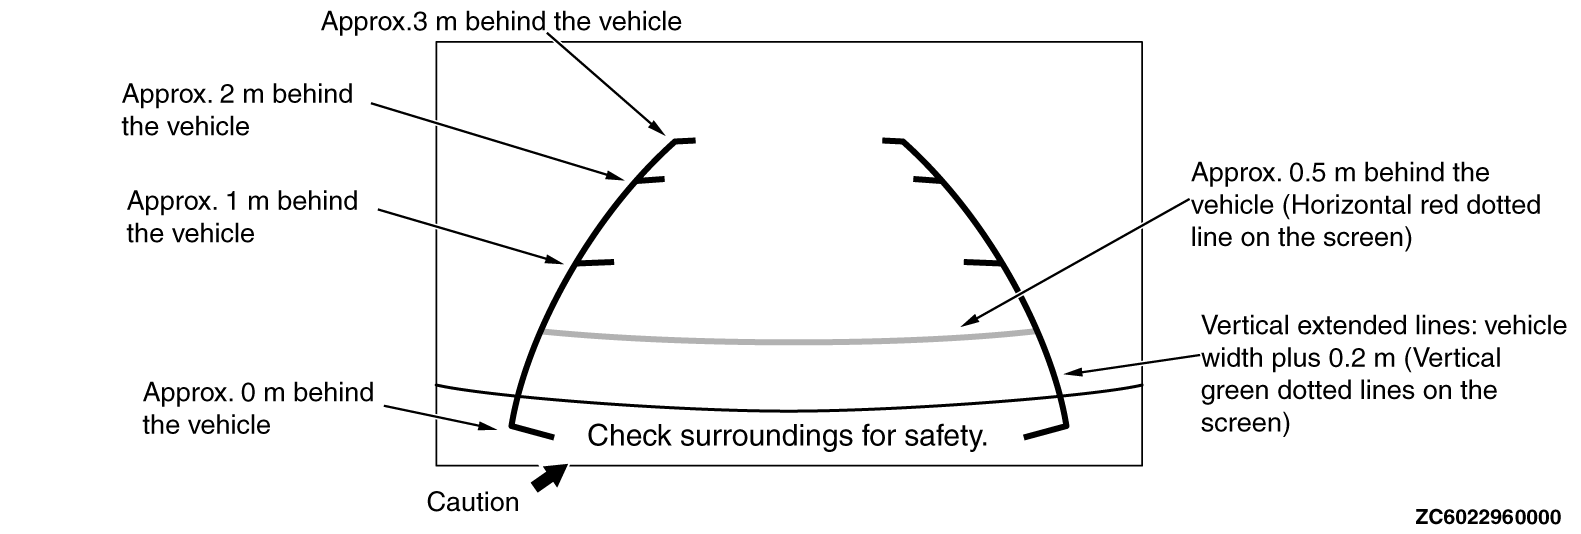 Approx.3 m behind the vehicle
Approx. 2 m behind
the vehicle
Approx. 1 m behind
the vehicle
Approx. 0.5 m behind the
vehicle (Horizontal red dotted
line on the screen)
Vertical extended lines: vehicle
width plus 0.2 m (Vertical
green dotted lines on the
screen)
Approx. 0 m behind
the vehicle
Check surroundings for safety.
Caution
ZC6022960000